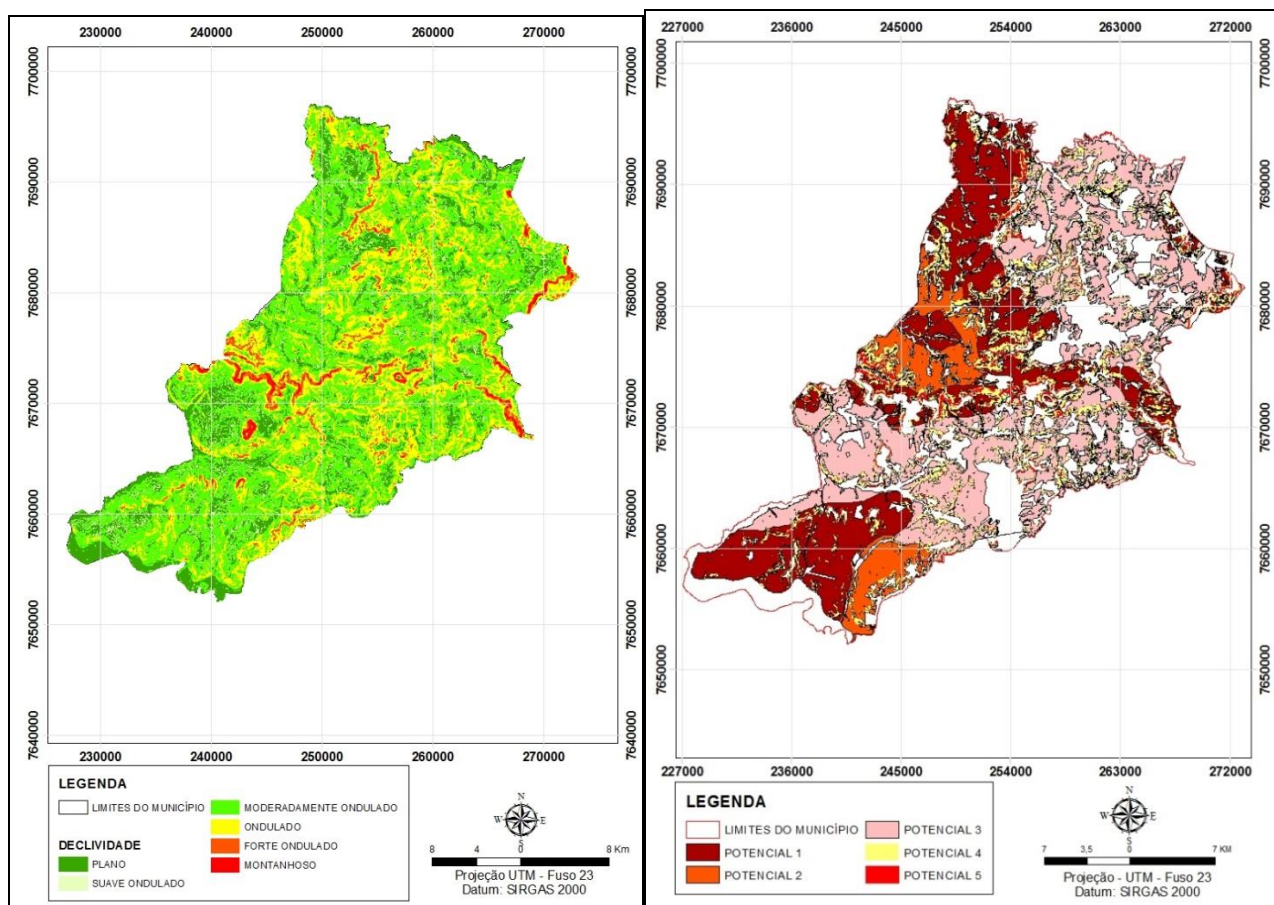 230000 240000 250000 260000 270000
7700000 7700000
7690000 7690000
7680000 7680000
7670000 7670000
7660000 7660000
7650000 7650000
7640000 7640000
230000 240000 250000 260000 270000
LEGENDA
LIMITES DO MUNICÍPIO
DECLIVIDADE
PLANO
SUAVE ONDULADO
MODERADAMENTE ONDULADO
ONDULADO
FORTE ONDULADO
MONTANHOSO
N
W E
S
8 4 0 8 Km
Projeção UTM - Fuso 23
Datum: SIRGAS 2000
227000 236000 245000 254000 263000 272000
7700000 7700000
7690000 7690000
7680000 7680000
7670000 7670000
7660000 7660000
7650000 7650000
227000 236000 245000 254000 263000 272000
LEGENDA
LIMITES DO MUNICÍPIO
POTENCIAL 1
POTENCIAL 2
POTENCIAL 3
POTENCIAL 4
POTENCIAL 5
N
W E
S
7 3,5 0 7 KM
Projeção UTM - Fuso 23
Datum: SIRGAS 2000